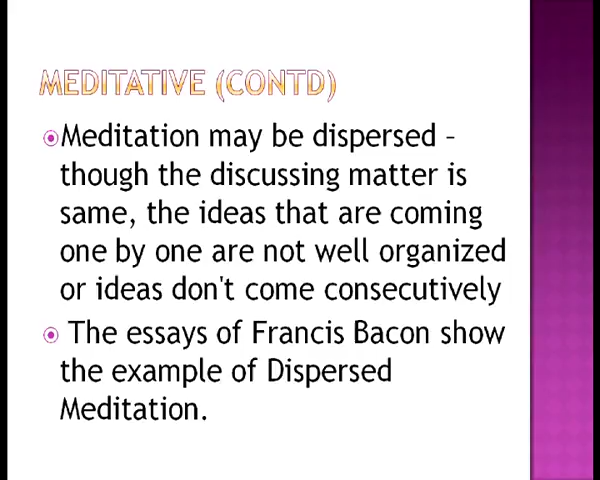 MEDITATIVE (CONTD)
Meditation may be dispersed –
though the discussing matter is
same, the ideas that are coming
one by one are not well organized
or ideas don't come consecutively
The essays of Francis Bacon show
the example of Dispersed
Meditation.